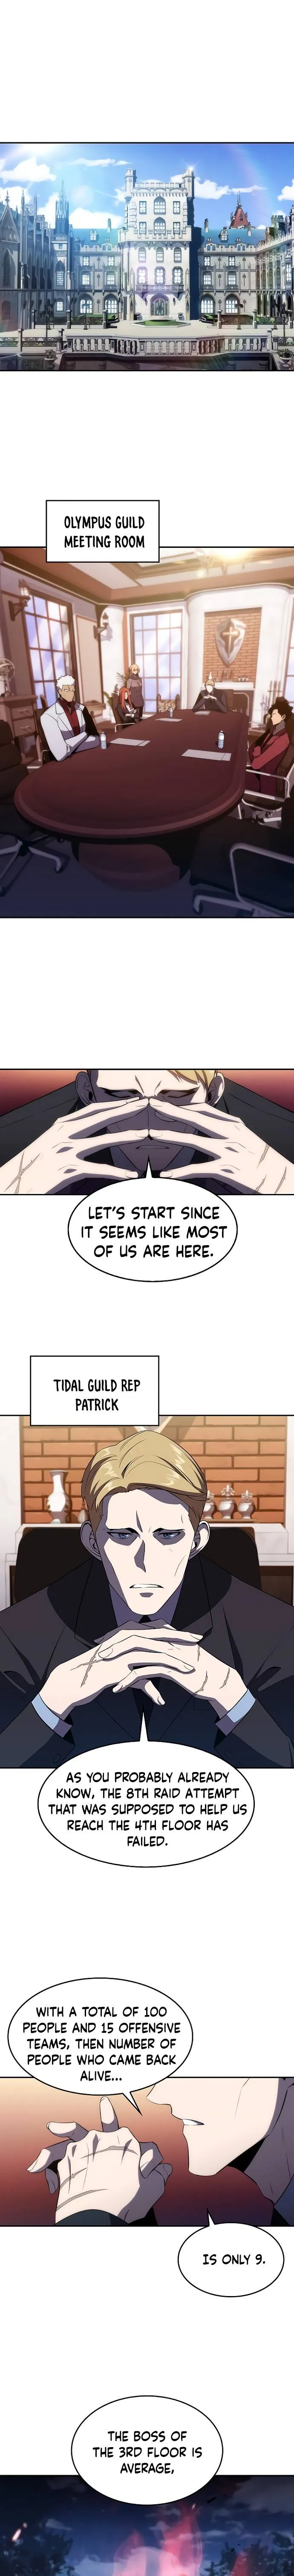 OLYMPUS GUILD
MEETING ROOM
LET'S START SINCE
IT SEEMS LIKE MOST
OF US ARE HERE.
TIDAL GUILD REP
PATRICK
AS YOU PROBABLY ALREADY
KNOW, THE 8TH RAID ATTEMPT
THAT WAS SUPPOSED TO HELP US
REACH THE 4TH FLOOR HAS
FAILED.
WITH A TOTAL OF 100
PEOPLE AND 15 OFFENSIVE
TEAMS, THEN NUMBER OF
PEOPLE WHO CAME BACK
ALIVE...
IS ONLY 9.
THE BOSS OF
THE 3RD FLOOR IS
AVERAGE,